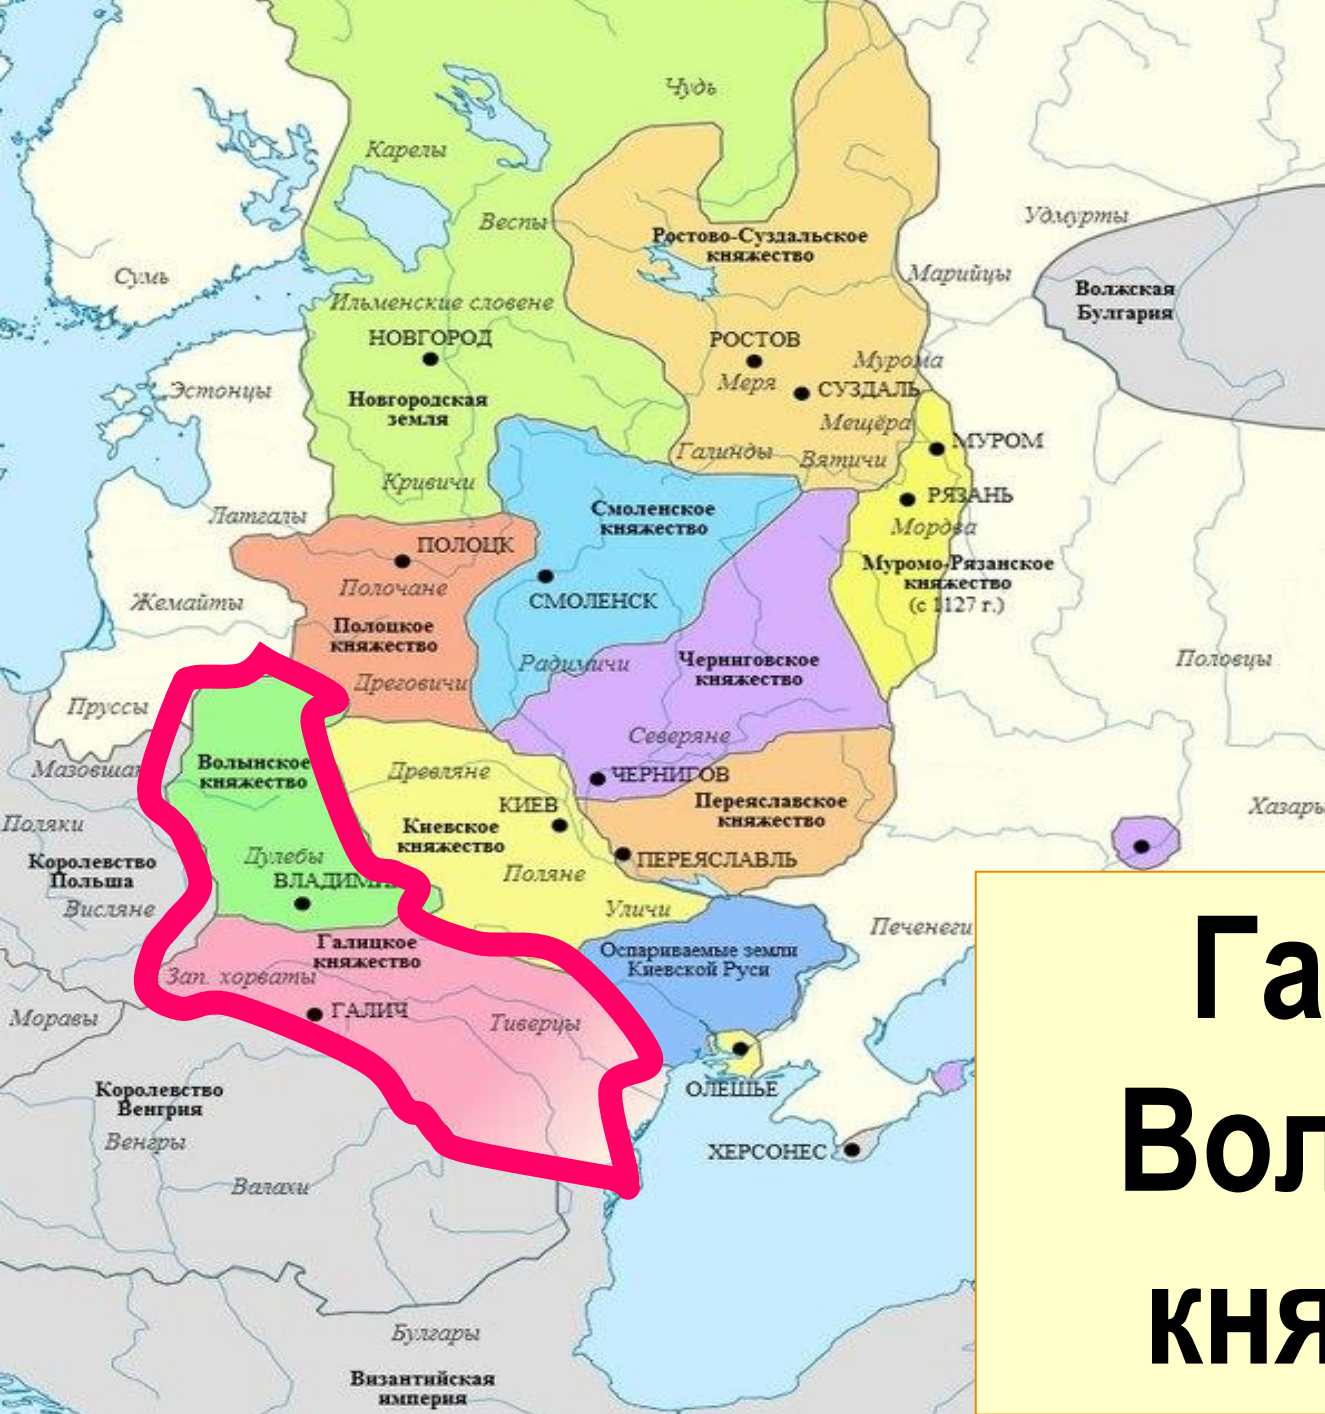 Чудь
Карелы
Веспы
Удмурты
Ростово-Суздальское
княжество
Марийцы
Сумь
Волжская
Булгария
Ильменские словене
НОВГОРОД
РОСТОВ
Мурома
Меря
СУЗДАЛЬ
Эстонцы
Новгородская
земля
Мещёра
МУРОМ
Галинды
Вятичи
Кривичи
РЯЗАНЬ
Латгалы
Смоленское
княжество
Мордва
ПОЛОЦК
Муромо-Рязанское
княжество
(с 1127 г.)
Полочане
Жемайты
СМОЛЕНСК
Полоцкое
княжество
Радимичи
Черниговское
княжество
Половцы
Дреговичи
Пруссы
Северяне
Волынское
княжество
Мазовша
Древляне
ЧЕРНИГОВ
КИЕВ
Переяславское
княжество
Хазары
Поляки
Киевское
княжество
Дулебы
ПЕРЕЯСЛАВЛЬ
Королевство
Польша
Поляне
ВЛАДИМИ
Висляне
Уличи
Печенеги
Галицкое
княжество
Оспариваемые земли
Киевской Руси
Зап. хорваты
ГАЛИЧ
Тиверцы
Моравы
Королевство
Венгрия
ОЛЕШЬЕ
Венгры
ХЕРСОНЕС
Валахи
Булгары
Византийская
империя
Га
Вол
кня